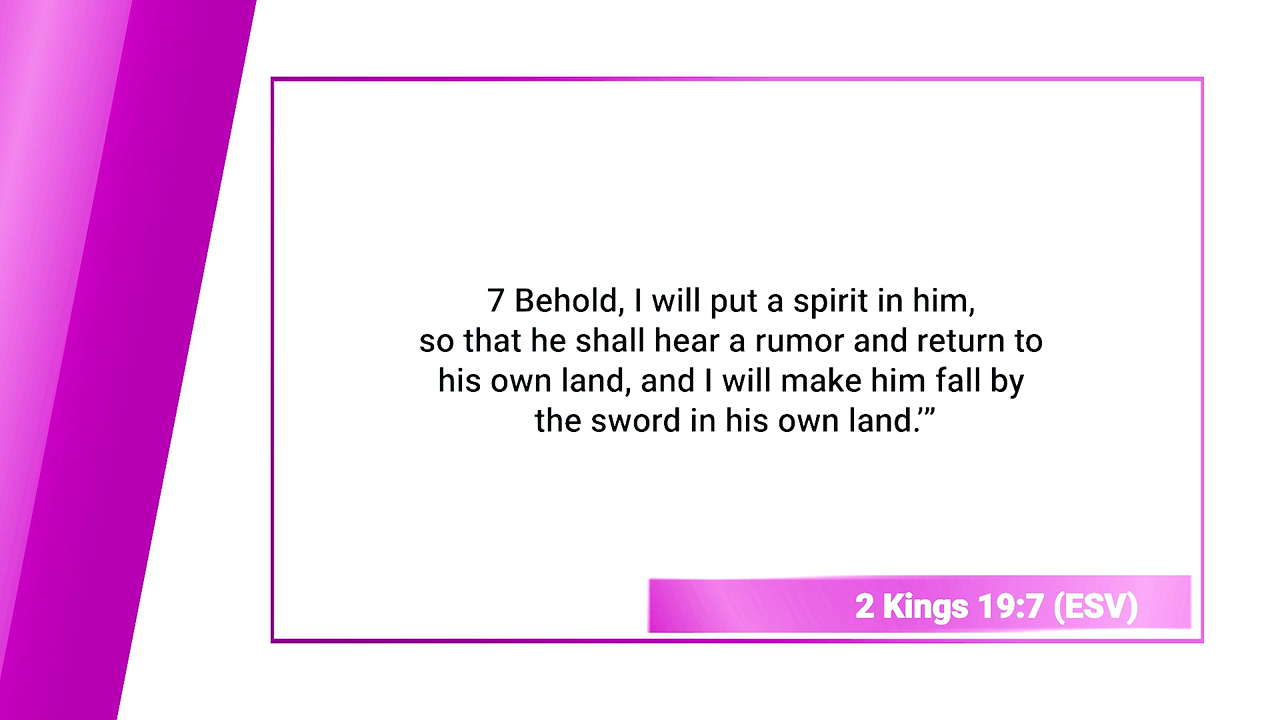 7 Behold, I will put a spirit in him,
so that he shall hear a rumor and return to
his own land, and I will make him fall by
the sword in his own land.’”
2 Kings 19:7 (ESV)